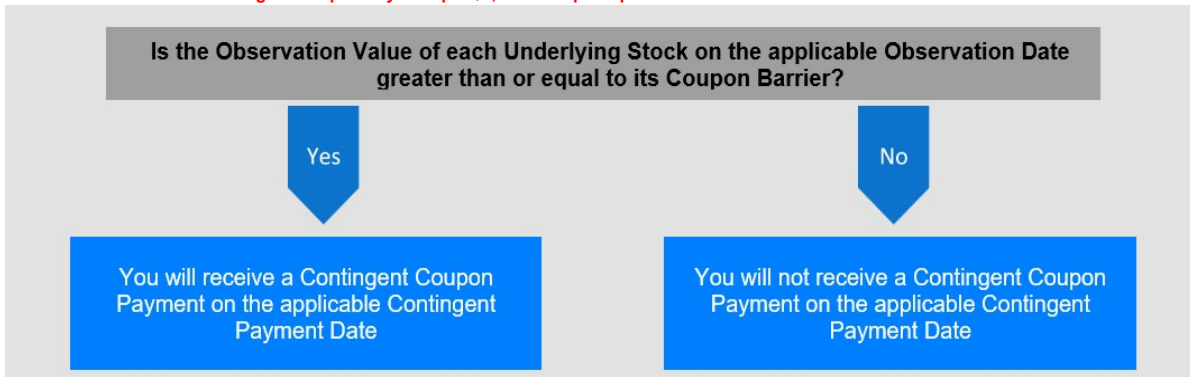 Is the Observation Value of each Underlying Stock on the applicable Observation Date
greater than or equal to its Coupon Barrier?
Yes
No
You will receive a Contingent Coupon
Payment on the applicable Contingent
Payment Date
You will not receive a Contingent Coupon
Payment on the applicable Contingent
Payment Date